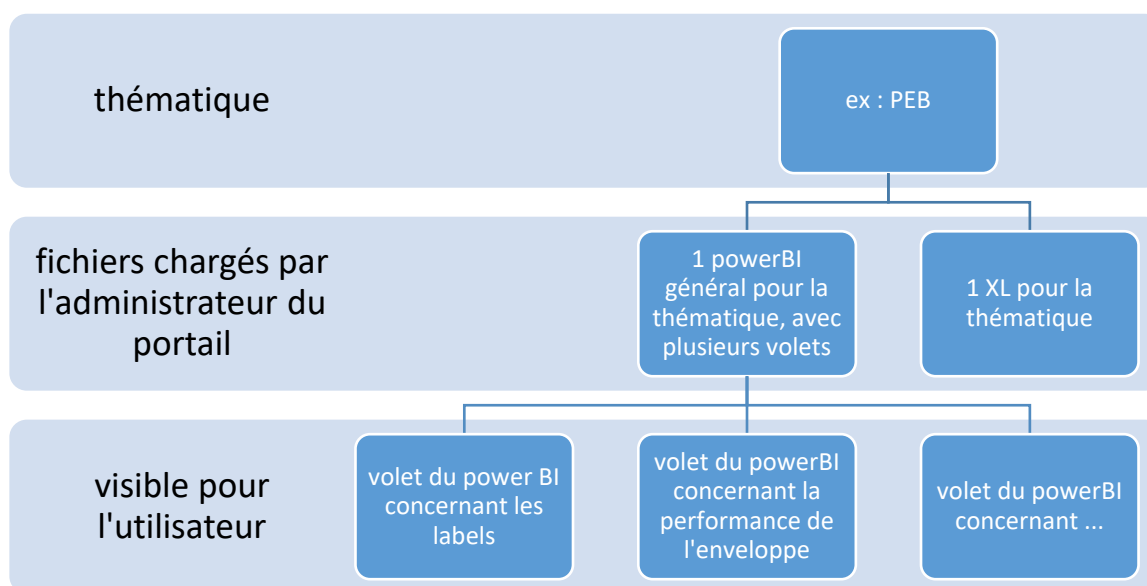 thématique
ex : PEB
fichiers chargés par
l'administrateur du
portail
1 powerBI
général pour la
thématique, avec
plusieurs volets
1 XL pour la
thématique
visible pour
l'utilisateur
volet du power BI
concernant les
labels
volet du powerBI
concernant la
performance de
l'enveloppe
volet du powerBI
concernant ...